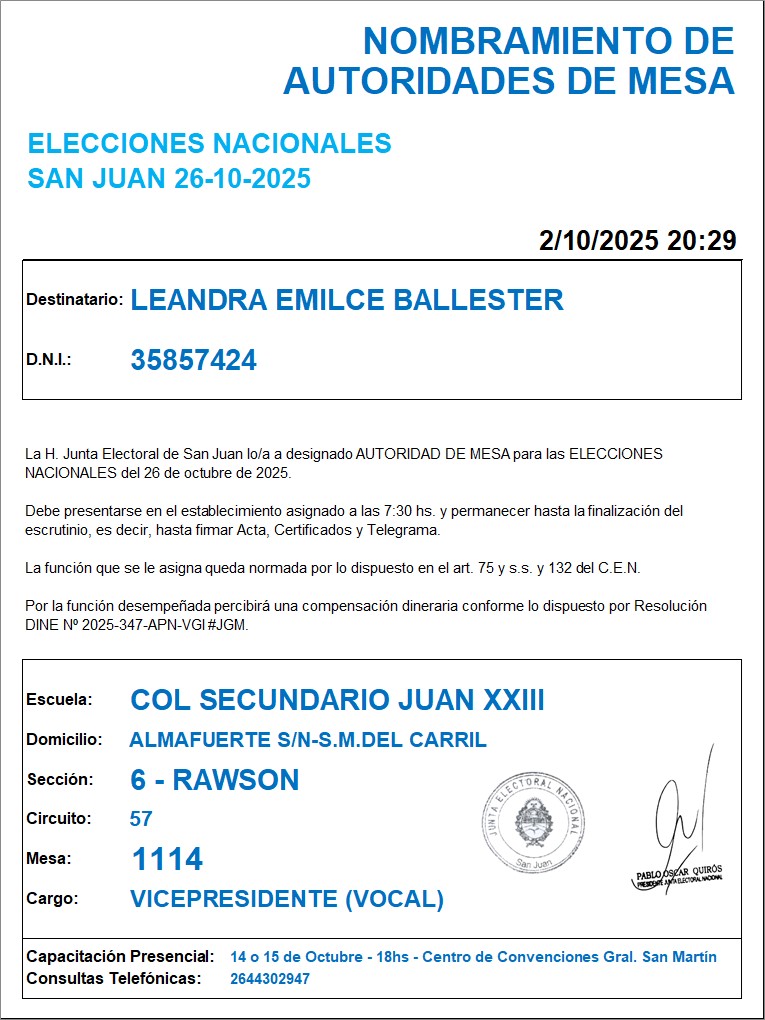 NOMBRAMIENTO DE
AUTORIDADES DE MESA
ELECCIONES NACIONALES
SAN JUAN 26-10-2025
2/10/2025 20:29
Destinatario: LEANDRA EMILCE BALLESTER
D.N.I.: 35857424
La H. Junta Electoral de San Juan lo/a a designado AUTORIDAD DE MESA para las ELECCIONES
NACIONALES del 26 de octubre de 2025.
Debe presentarse en el establecimiento asignado a las 7:30 hs. y permanecer hasta la finalización del
escrutinio, es decir, hasta firmar Acta, Certificados y Telegrama.
La función que se le asigna queda normada por lo dispuesto en el art. 75 y s.s. y 132 del C.E.N.
Por la función desempeñada percibirá una compensación dineraria conforme lo dispuesto por Resolución
DINE Nº 2025-347-APN-VGI#JGM.
Escuela: COL SECUNDARIO JUAN XXIII
Domicilio: ALMAFUERTE S/N-S.M.DEL CARRIL
Sección: 6 - RAWSON
Circuito: 57
Mesa: 1114
Cargo: VICEPRESIDENTE (VOCAL)
JUNTA ELECTORAL NACIONAL
San Juan
PABLO OSCAR QUIRÓS
PRESIDENTE JUNTA ELECTORAL NACIONAL
Capacitación Presencial: 14 o 15 de Octubre - 18hs - Centro de Convenciones Gral. San Martín
Consultas Telefónicas: 2644302947